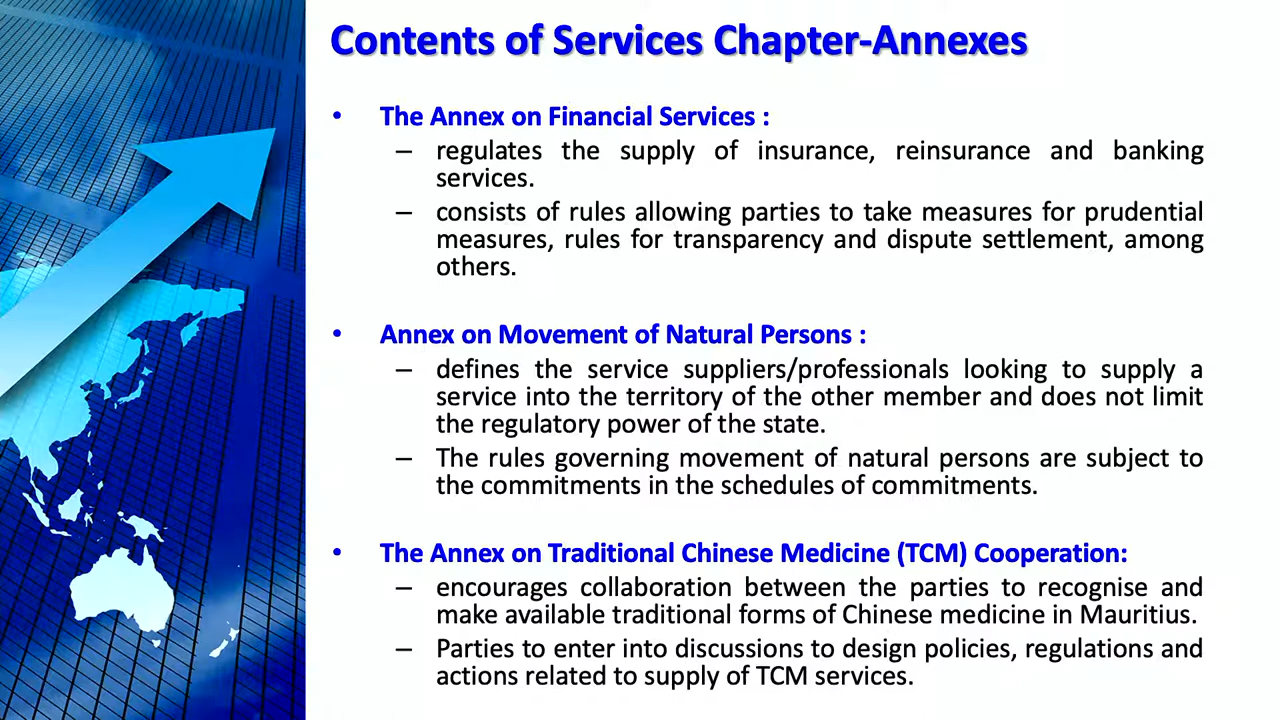 Contents of Services Chapter-Annexes
• The Annex on Financial Services :
– regulates the supply of insurance, reinsurance and banking
services.
– consists of rules allowing parties to take measures for prudential
measures, rules for transparency and dispute settlement, among
others.
• Annex on Movement of Natural Persons :
– defines the service suppliers/professionals looking to supply a
service into the territory of the other member and does not limit
the regulatory power of the state.
– The rules governing movement of natural persons are subject to
the commitments in the schedules of commitments.
• The Annex on Traditional Chinese Medicine (TCM) Cooperation:
– encourages collaboration between the parties to recognise and
make available traditional forms of Chinese medicine in Mauritius.
– Parties to enter into discussions to design policies, regulations and
actions related to supply of TCM services.